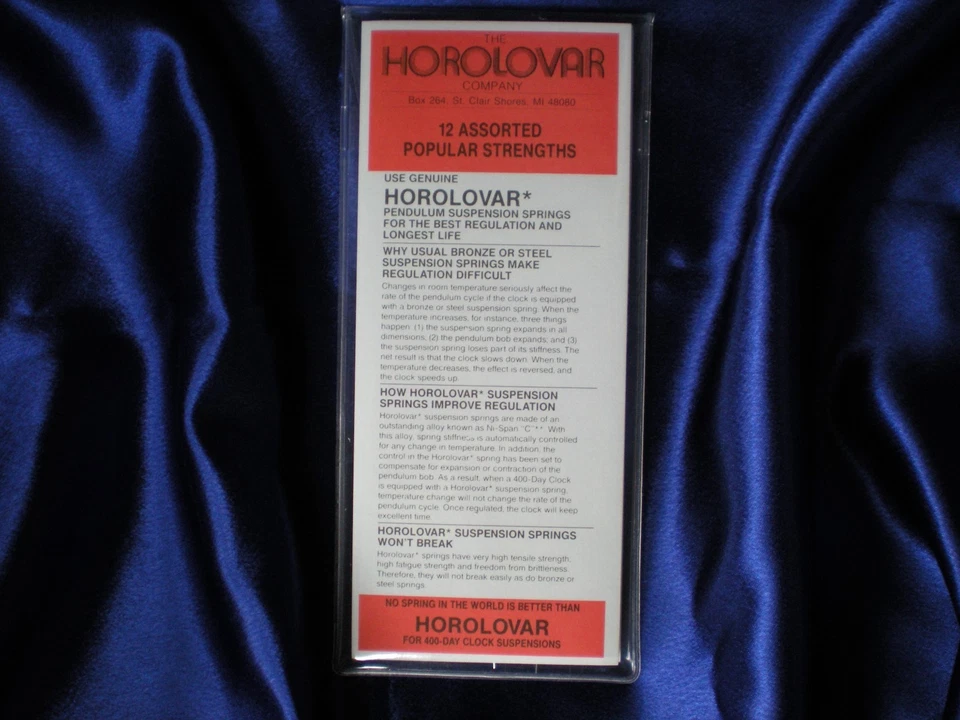 THE
HOROLOVAR
COMPANY
Box 264, St. Clair Shores, MI 48080
12 ASSORTED
POPULAR STRENGTHS
USE GENUINE
HOROLOVAR*
PENDULUM SUSPENSION SPRINGS
FOR THE BEST REGULATION AND
LONGEST LIFE
WHY USUAL BRONZE OR STEEL
SUSPENSION SPRINGS MAKE
REGULATION DIFFICULT
Changes in room temperature seriously affect the
rate of the pendulum cycle if the clock is equipped
with a bronze or steel suspension spring. When the
temperature increases, for instance, three things
happen: (1) the suspension spring expands in all
dimensions; (2) the pendulum bob expands; and (3)
the suspension spring loses part of its stiffness. The
net result is that the clock slows down. When the
temperature decreases, the effect is reversed, and
the clock speeds up.
HOW HOROLOVAR* SUSPENSION
SPRINGS IMPROVE REGULATION
Horolovar* suspension springs are made of an
outstanding alloy known as Ni-Span "C"**. With
this alloy, spring stiffness is automatically controlled
for any change in temperature. In addition, the
control in the Horolovar* spring has been set to
compensate for expansion or contraction of the
pendulum bob. As a result, when a 400-Day Clock
is equipped with a Horolovar* suspension spring,
temperature change will not change the rate of the
pendulum cycle. Once regulated, the clock will keep
excellent time.
HOROLOVAR* SUSPENSION SPRINGS
WON'T BREAK
Horolovar* springs have very high tensile strength,
high fatigue strength and freedom from brittleness.
Therefore, they will not break easily as do bronze or
steel springs.
NO SPRING IN THE WORLD IS BETTER THAN
HOROLOVAR
FOR 400-DAY CLOCK SUSPENSIONS